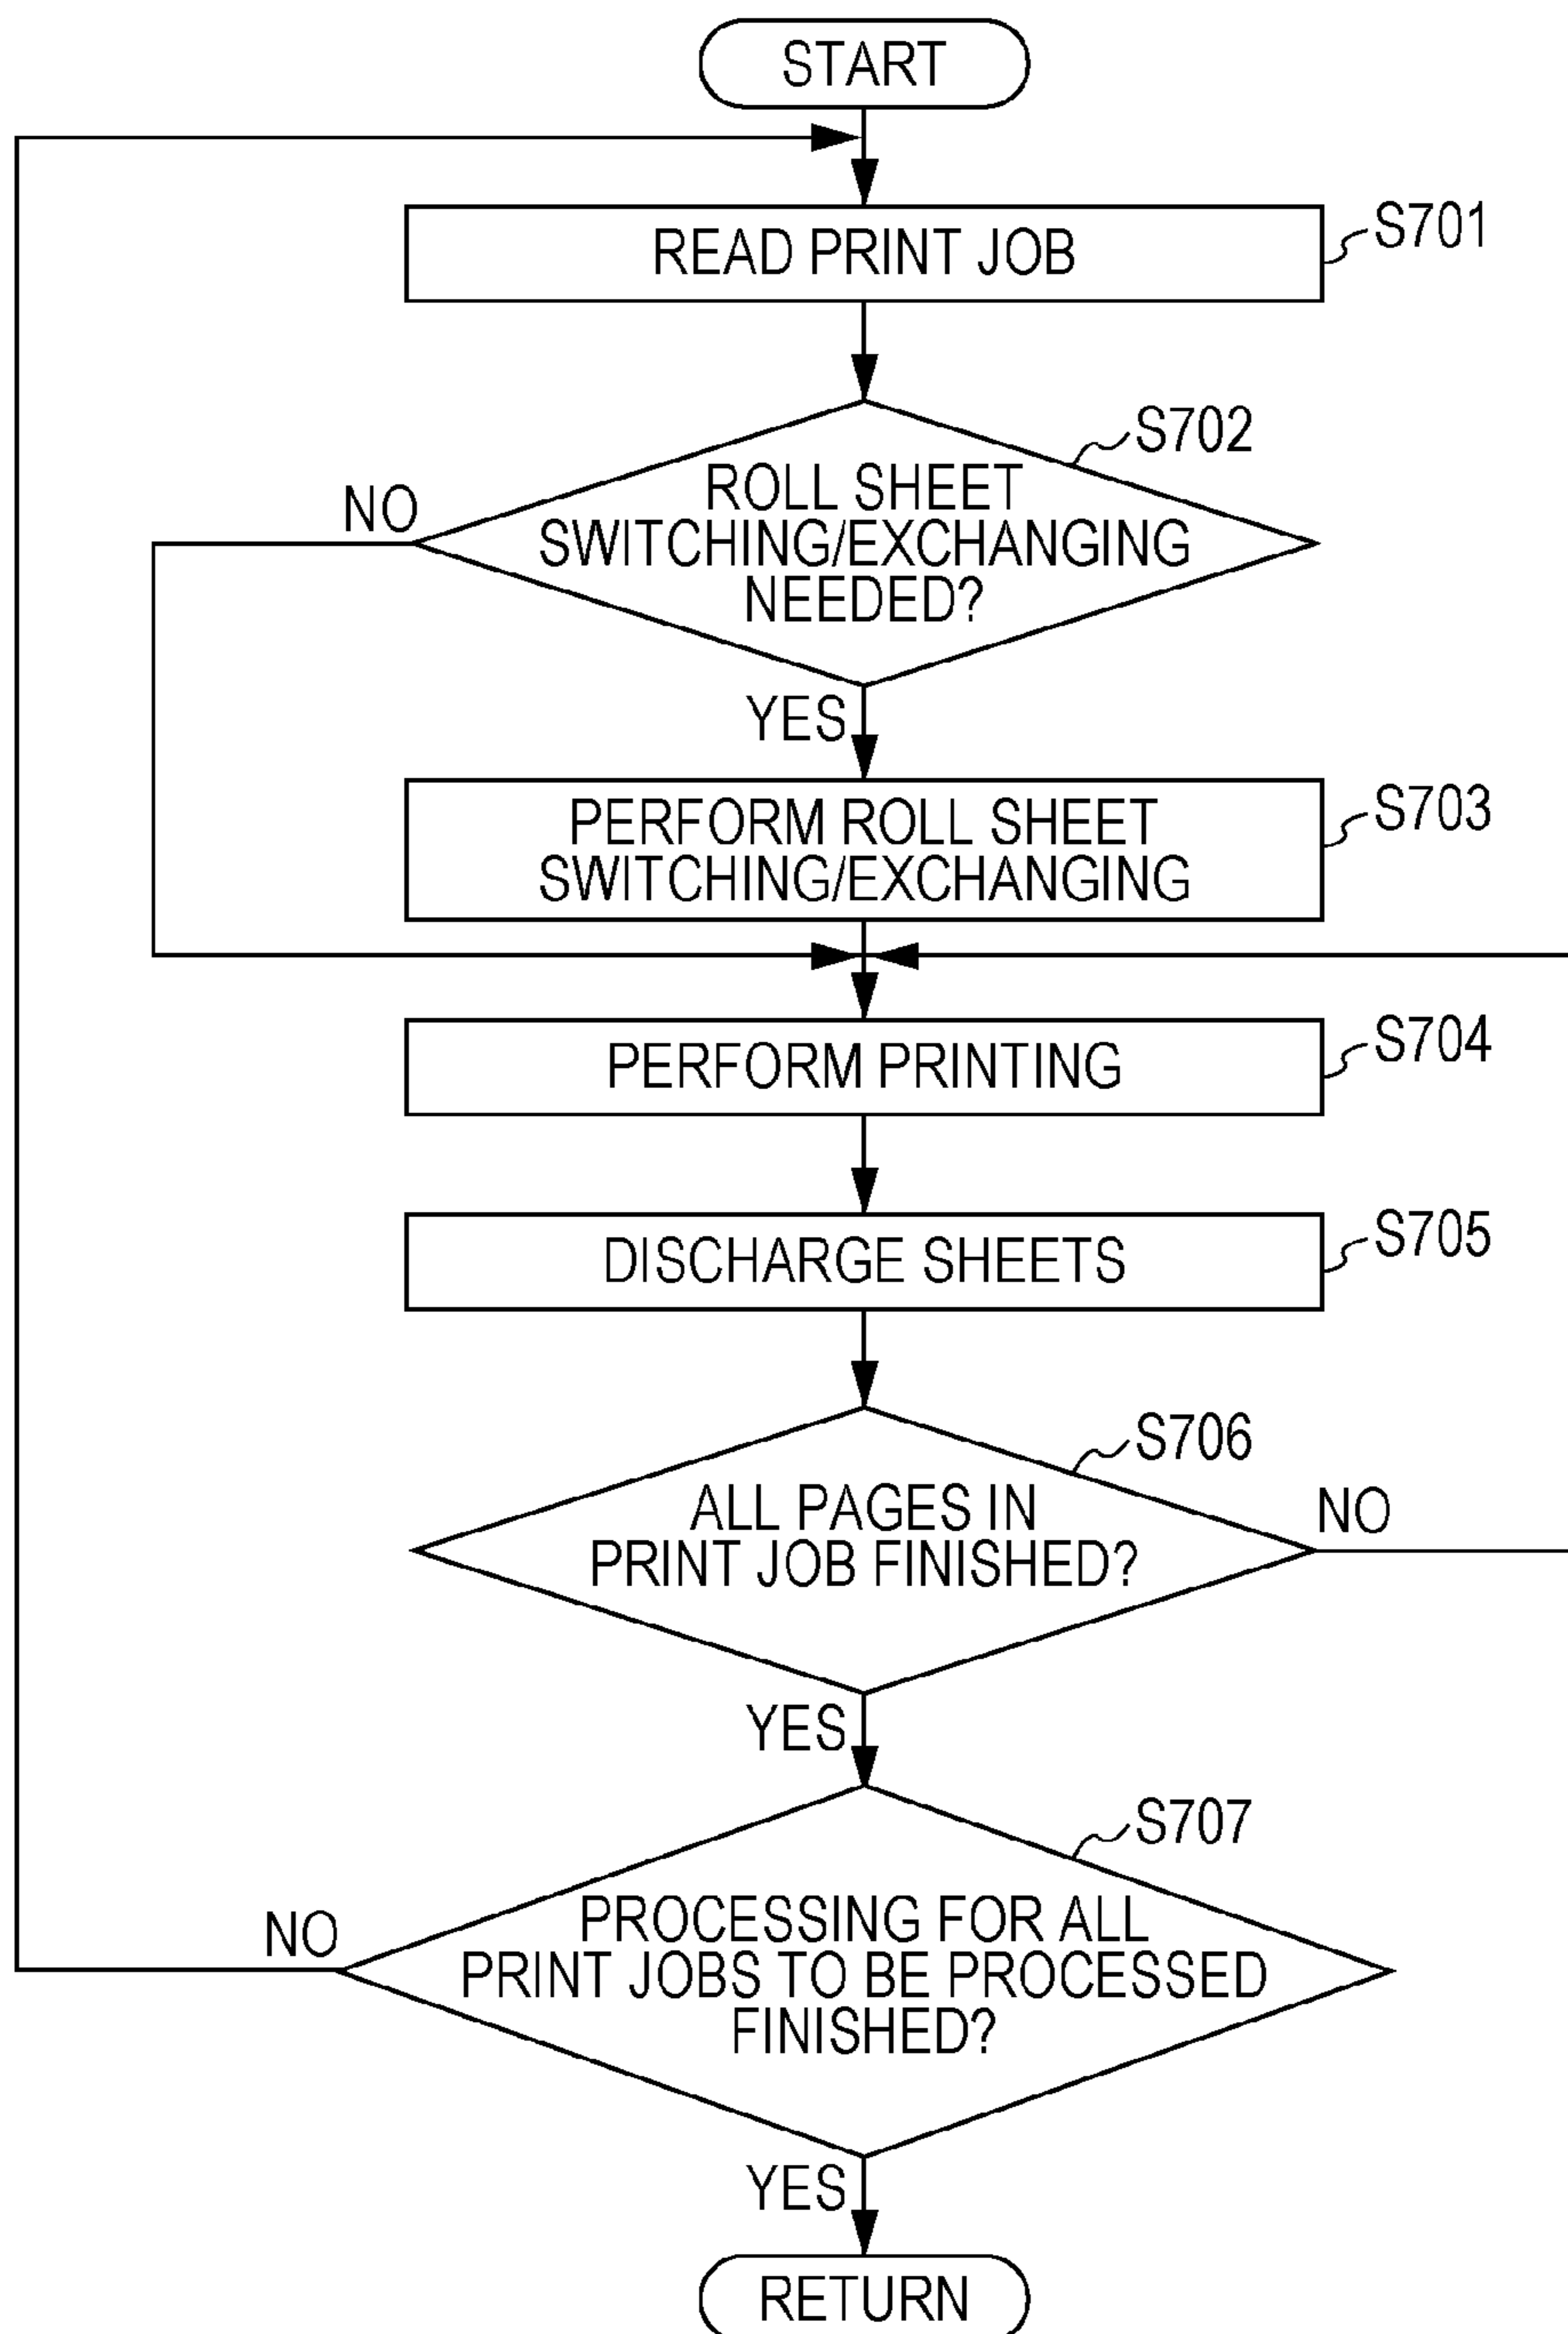 START
READ PRINT JOB
S701
S702
ROLL SHEET
SWITCHING/EXCHANGING
NEEDED?
NO
YES
PERFORM ROLL SHEET
SWITCHING/EXCHANGING
S703
PERFORM PRINTING
S704
DISCHARGE SHEETS
S705
S706
ALL PAGES IN
PRINT JOB FINISHED?
NO
YES
S707
PROCESSING FOR ALL
PRINT JOBS TO BE PROCESSED
FINISHED?
NO
YES
RETURN